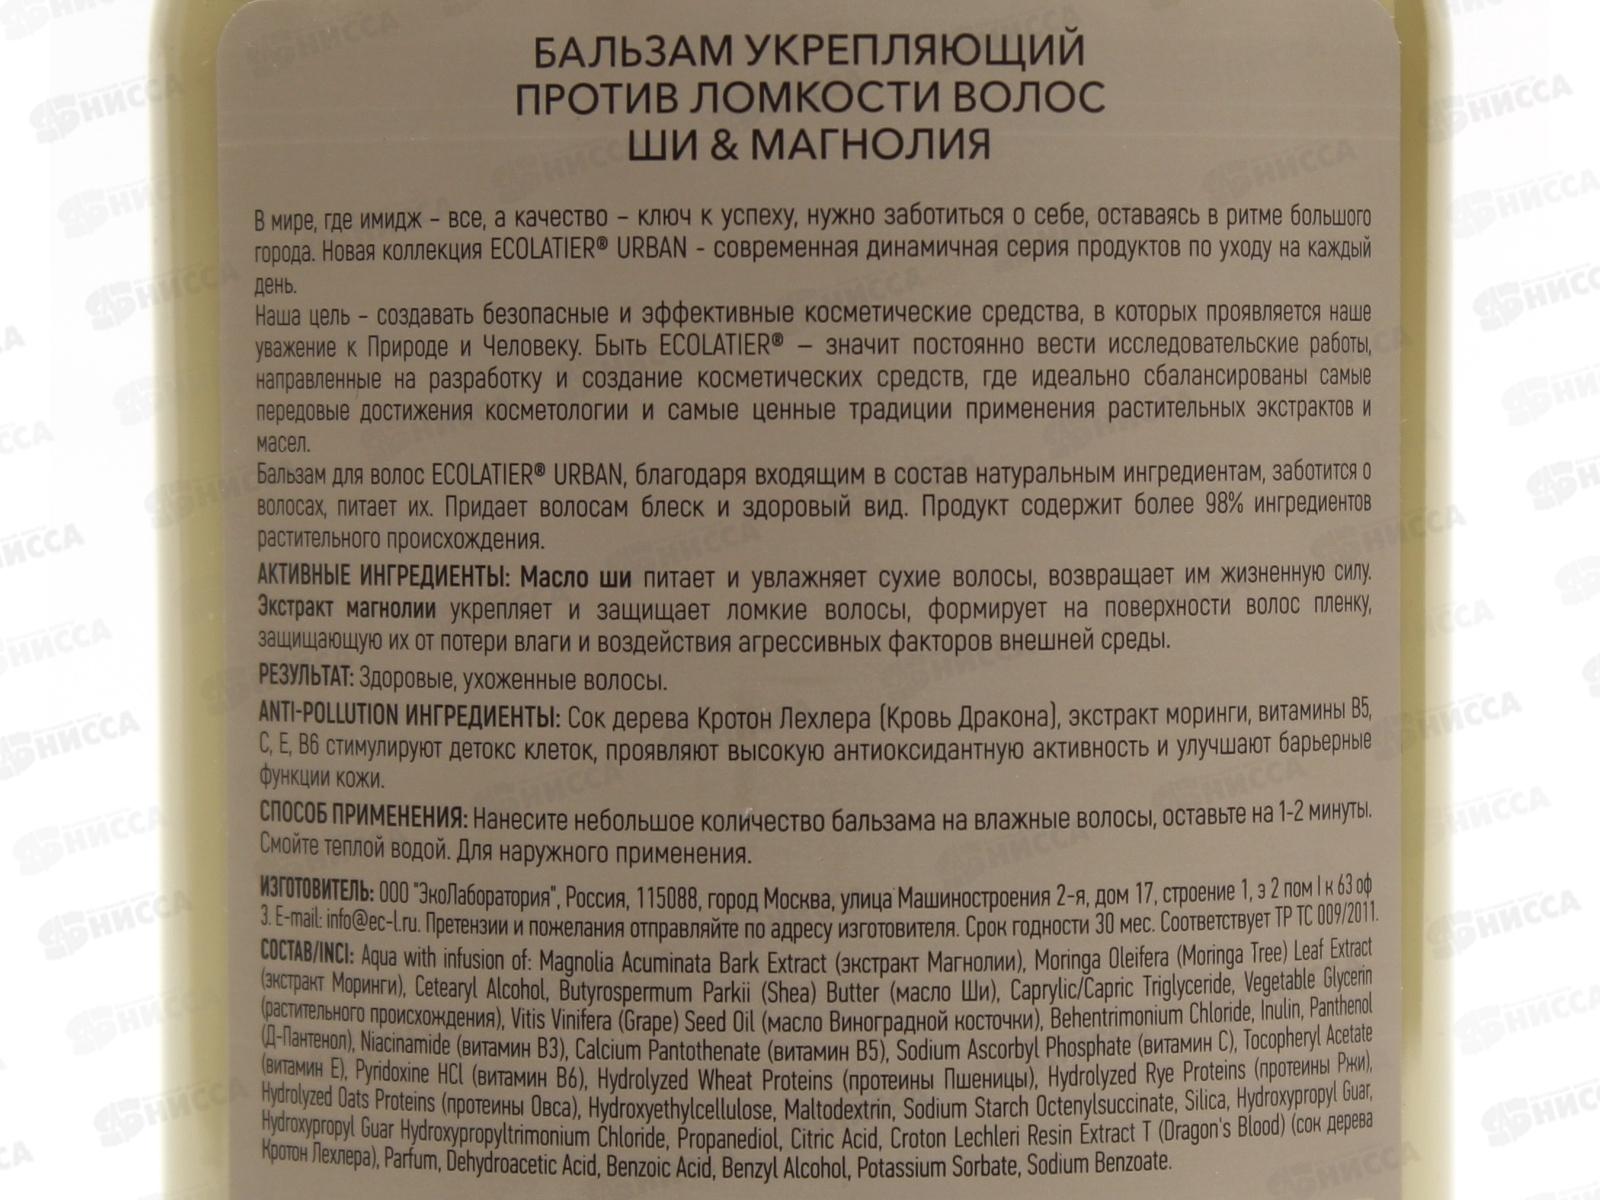 БАЛЬЗАМ УКРЕПЛЯЮЩИЙ
ПРОТИВ ЛОМКОСТИ ВОЛОС
ШИ & МАГНОЛИЯ
В мире, где имидж – все, а качество – ключ к успеху, нужно заботиться о себе, оставаясь в ритме большого
города. Новая коллекция ECOLATIER® URBAN - современная динамичная серия продуктов по уходу на каждый
день.
Наша цель – создавать безопасные и эффективные косметические средства, в которых проявляется наше
уважение к Природе и Человеку. Быть ECOLATIER® – значит постоянно вести исследовательские работы,
направленные на разработку и создание косметических средств, где идеально сбалансированы самые
передовые достижения косметологии и самые ценные традиции применения растительных экстрактов и
масел.
Бальзам для волос ECOLATIER® URBAN, благодаря входящим в состав натуральным ингредиентам, заботится о
волосах, питает их. Придает волосам блеск и здоровый вид. Продукт содержит более 98% ингредиентов
растительного происхождения.
АКТИВНЫЕ ИНГРЕДИЕНТЫ: Масло ши питает и увлажняет сухие волосы, возвращает им жизненную силу.
Экстракт магнолии укрепляет и защищает ломкие волосы, формирует на поверхности волос пленку,
защищающую их от потери влаги и воздействия агрессивных факторов внешней среды.
РЕЗУЛЬТАТ: Здоровые, ухоженные волосы.
ANTI-POLLUTION ИНГРЕДИЕНТЫ: Сок дерева Кротон Лехлера (Кровь Дракона), экстракт моринги, витамины B5,
C, E, B6 стимулируют детокс клеток, проявляют высокую антиоксидантную активность и улучшают барьерные
функции кожи.
СПОСОБ ПРИМЕНЕНИЯ: Нанесите небольшое количество бальзама на влажные волосы, оставьте на 1-2 минуты.
Смойте теплой водой. Для наружного применения.
ИЗГОТОВИТЕЛЬ: ООО "ЭкоЛаборатория", Россия, 115088, город Москва, улица Машиностроения 2-я, дом 17, строение 1, э 2 пом I к 63 оф
3. E-mail: info@ec-l.ru. Претензии и пожелания отправляйте по адресу изготовителя. Срок годности 30 мес. Соответствует ТР ТС 009/2011.
СОСТАВ/INCI: Aqua with infusion of: Magnolia Acuminata Bark Extract (экстракт Магнолии), Moringa Oleifera (Moringa Tree) Leaf Extract
(экстракт Моринги), Cetearyl Alcohol, Butyrospermum Parkii (Shea) Butter (масло Ши), Caprylic/Capric Triglyceride, Vegetable Glycerin
(растительного происхождения), Vitis Vinifera (Grape) Seed Oil (масло Виноградной косточки), Behentrimonium Chloride, Inulin, Panthenol
(Д-Пантенол), Niacinamide (витамин B3), Calcium Pantothenate (витамин B5), Sodium Ascorbyl Phosphate (витамин C), Tocopheryl Acetate
(витамин E), Pyridoxine HCl (витамин B6), Hydrolyzed Wheat Proteins (протеины Пшеницы), Hydrolyzed Rye Proteins (протеины Ржи),
Hydrolyzed Oats Proteins (протеины Овса), Hydroxyethylcellulose, Maltodextrin, Sodium Starch Octenylsuccinate, Silica, Hydroxypropyl Guar,
Hydroxypropyl Guar Hydroxypropyltrimonium Chloride, Propanediol, Citric Acid, Croton Lechleri Resin Extract T (Dragon's Blood) (сок дерева
Кротон Лехлера), Parfum, Dehydroacetic Acid, Benzoic Acid, Benzyl Alcohol, Potassium Sorbate, Sodium Benzoate.
НИССА